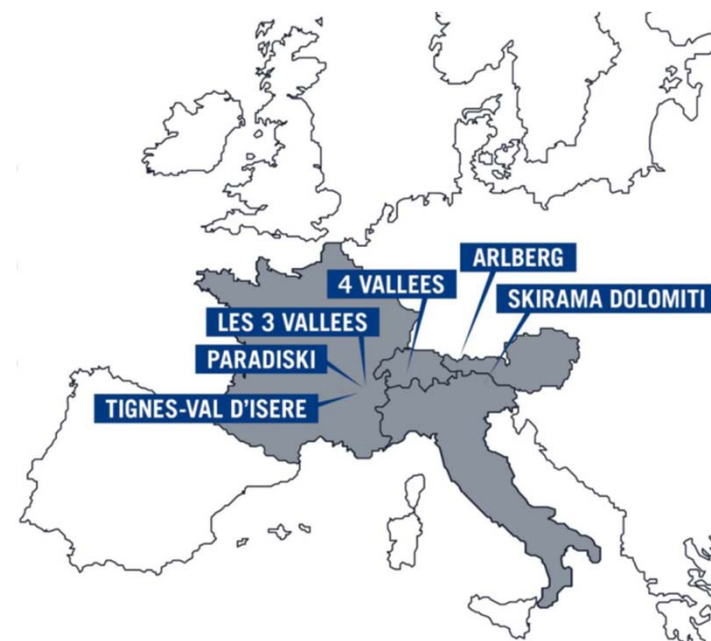 ARLBERG
4 VALLEES
SKIRAMA DOLOMITI
LES 3 VALLEES
PARADISKI
TIGNES-VAL D'ISERE